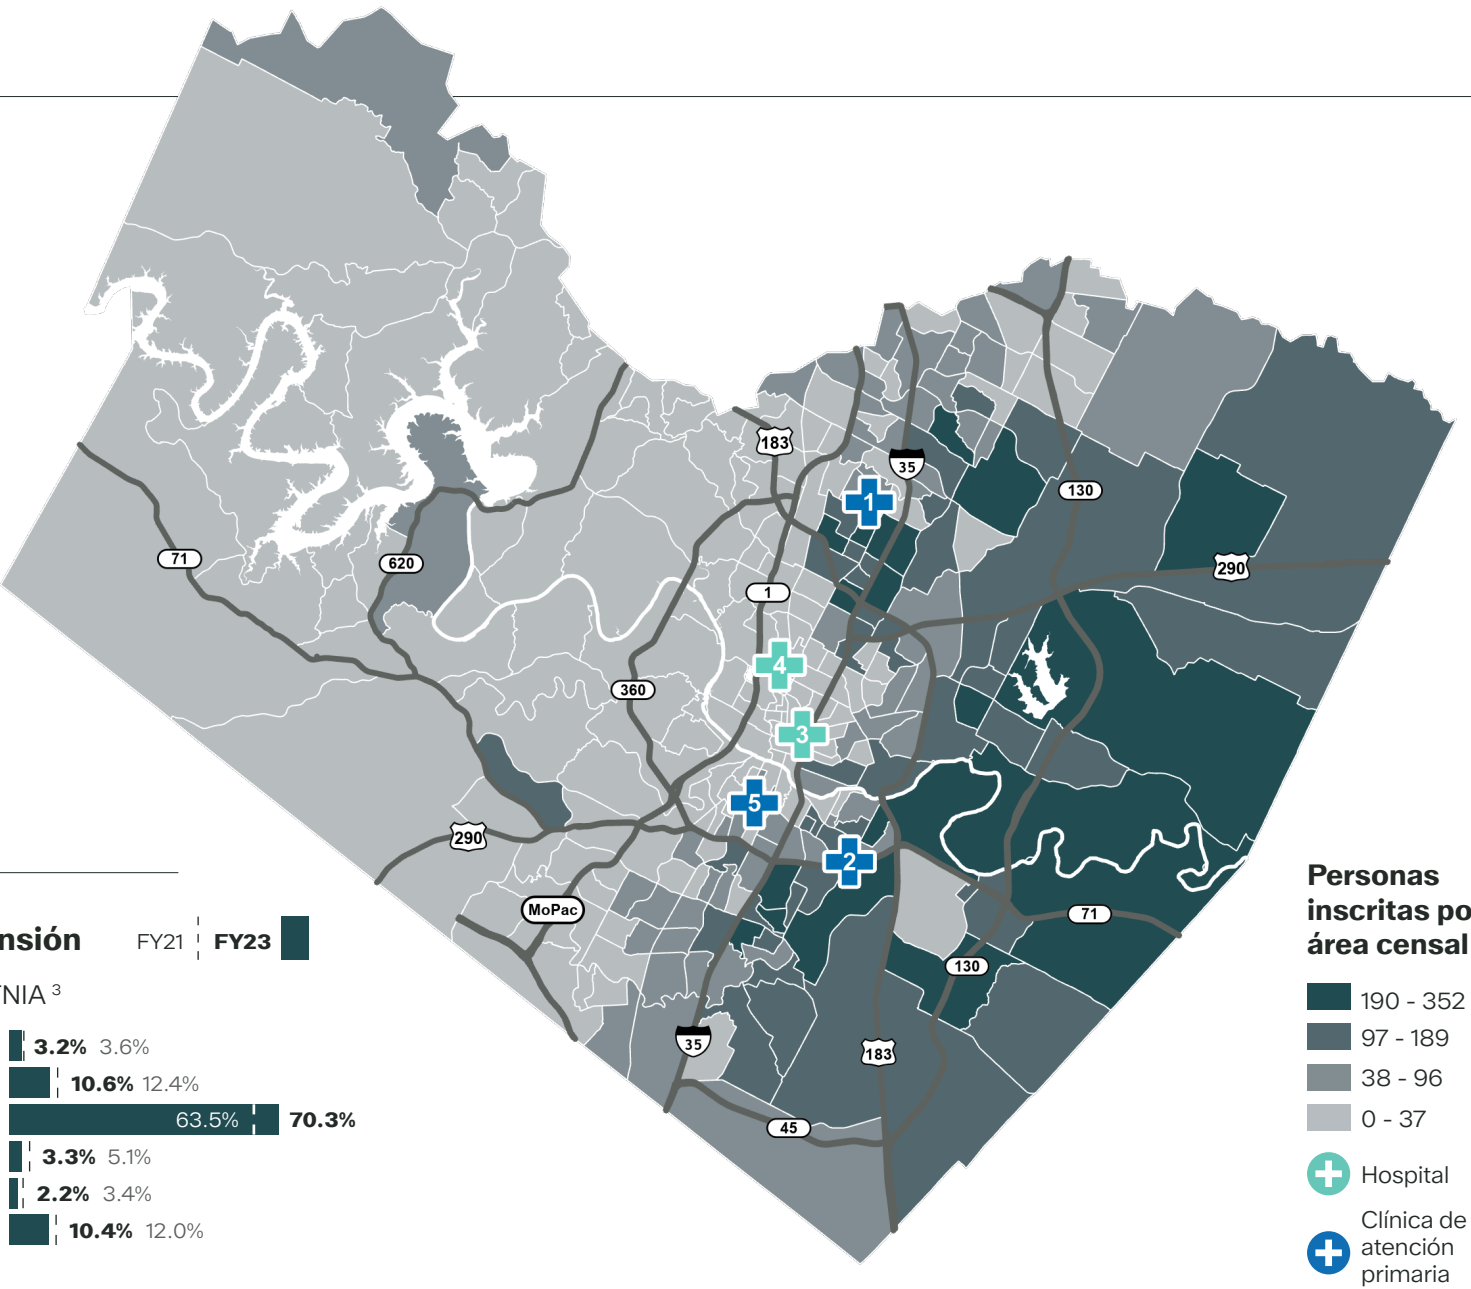 183
35
130
1
290
71
620
1
4
360
3
5
2
290
MoPac
71
130
35
183
45
nsión
FY21 FY23
TNIA 3
3.2% 3.6%
10.6% 12.4%
63.5% 70.3%
3.3% 5.1%
2.2% 3.4%
10.4% 12.0%
Personas
inscritas po
área censal
190 - 352
97 - 189
38 - 96
0 - 37
Hospital
Clínica de
atención
primaria